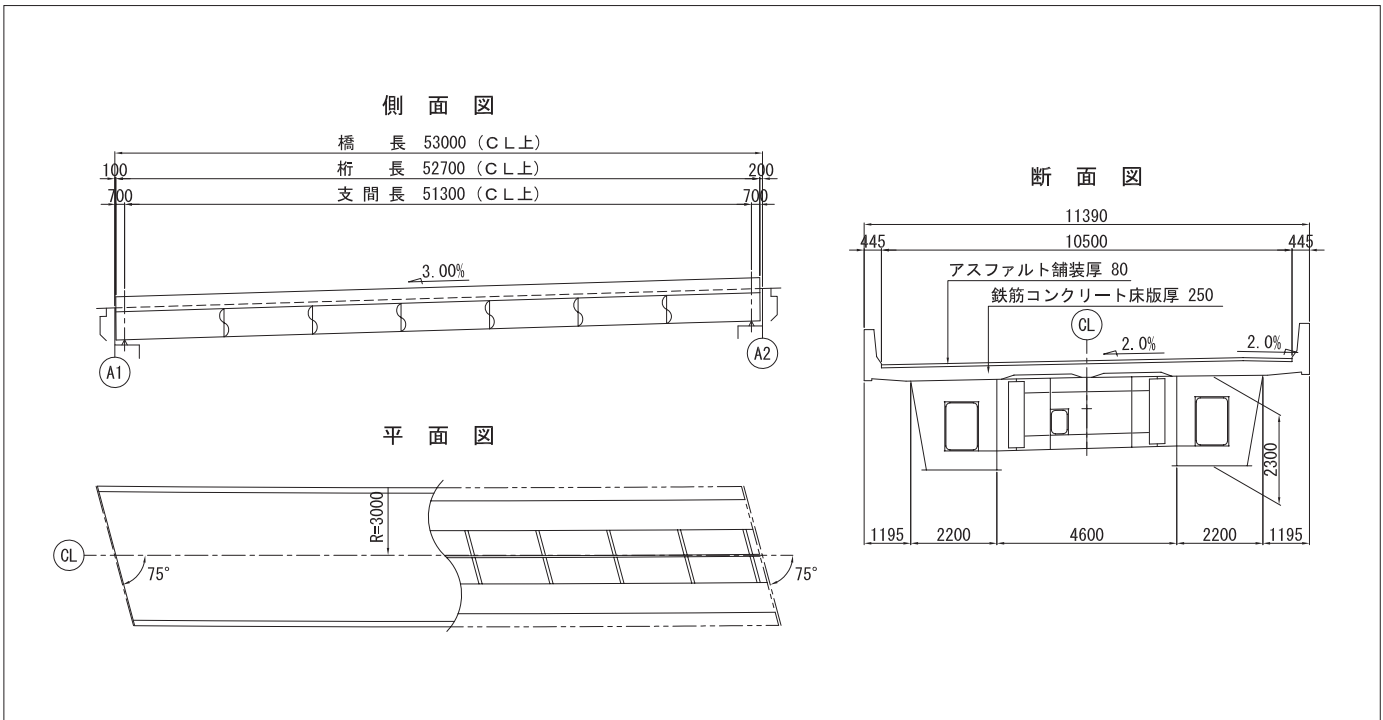 側 面 図
橋 長 53000 (CL上)
100 桁 長 52700 (CL上) 200
700 支 間 長 51300 (CL上) 700
3.00%
A1
A2
平 面 図
R=3000
CL
75°
75°
断 面 図
11390
445 10500 445
アスファルト舗装厚 80
鉄筋コンクリート床版厚 250
CL
2.0% 2.0%
2300
1195 2200 4600 2200 1195